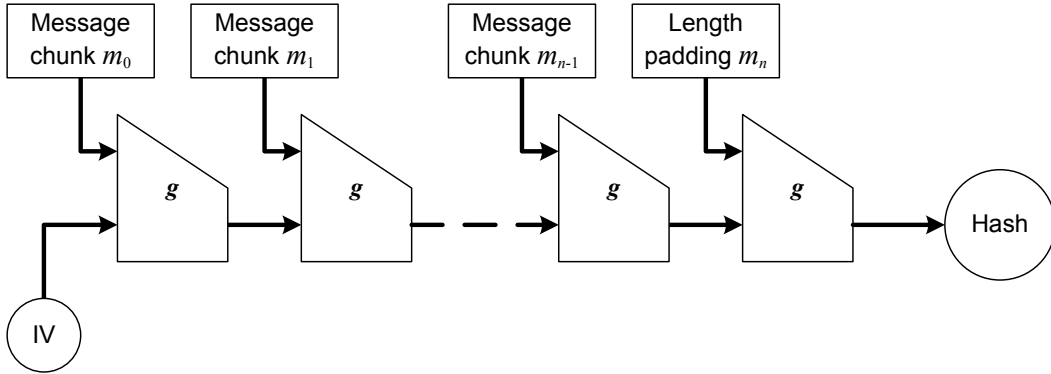 Message
chunk m₀
Message
chunk m₁
Message
chunk mₙ₋₁
Length
padding mₙ
g
g
g
g
Hash
IV